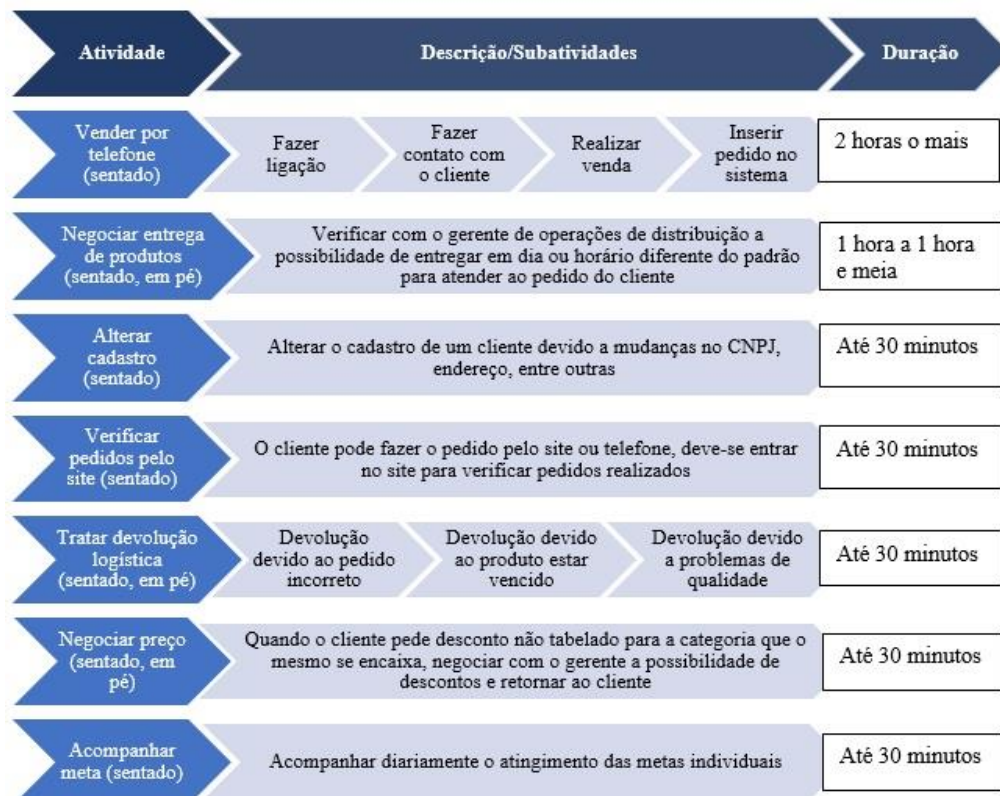 Atividade
Descrição/Subatividades
Duração
Vender por
telefone
(sentado)
Fazer
ligação
Fazer
contato com
o cliente
Realizar
venda
Inserir
pedido no
sistema
2 horas o mais
Negociar entrega
de produtos
(sentado, em pé)
Verificar com o gerente de operações de distribuição a
possibilidade de entregar em dia ou horário diferente do padrão
para atender ao pedido do cliente
1 hora a 1 hora
e meia
Alterar
cadastro
(sentado)
Alterar o cadastro de um cliente devido a mudanças no CNPJ,
endereço, entre outras
Até 30 minutos
Verificar
pedidos pelo
site (sentado)
O cliente pode fazer o pedido pelo site ou telefone, deve-se entrar
no site para verificar pedidos realizados
Até 30 minutos
Tratar devolução
logística
(sentado, em pé)
Devolução
devido ao pedido
incorreto
Devolução devido
ao produto estar
vencido
Devolução devido
a problemas de
qualidade
Até 30 minutos
Negociar preço
(sentado, em
pé)
Quando o cliente pede desconto não tabelado para a categoria que o
mesmo se encaixa, negociar com o gerente a possibilidade de
descontos e retornar ao cliente
Até 30 minutos
Acompanhar
meta (sentado)
Acompanhar diariamente o atingimento das metas individuais
Até 30 minutos